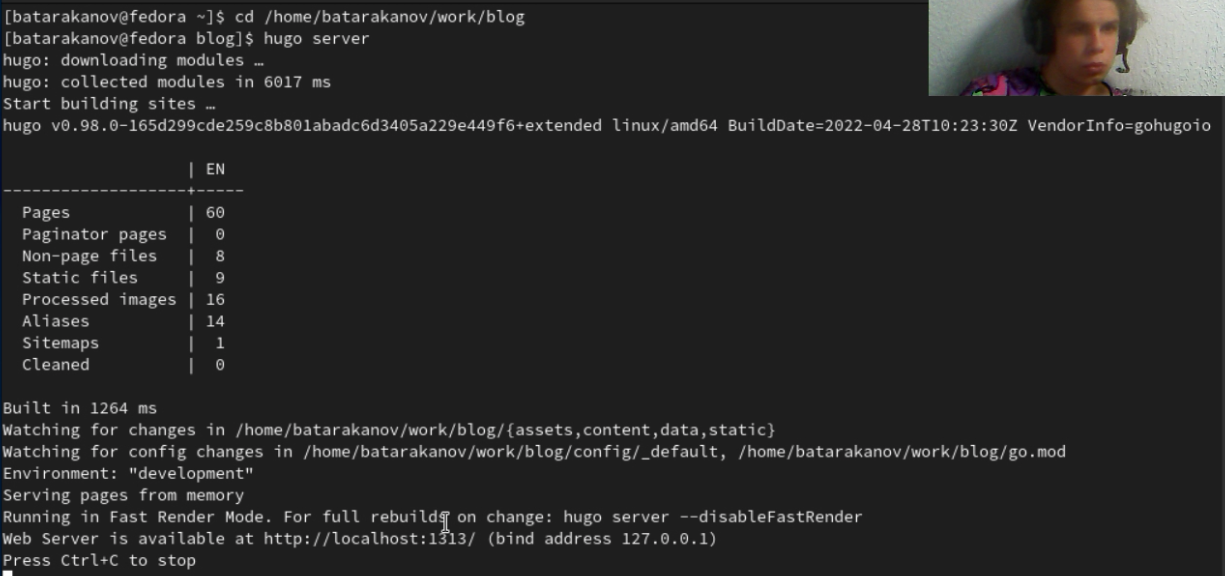 [batarakanov@fedora ~]$ cd /home/batarakanov/work/blog
[batarakanov@fedora blog]$ hugo server
hugo: downloading modules …
hugo: collected modules in 6017 ms
Start building sites …
hugo v0.98.0-165d299cde259c8b801abadc6d3405a229e449f6+extended linux/amd64 BuildDate=2022-04-28T10:23:30Z VendorInfo=gohugoio
                   | EN
-------------------+-----
  Pages            | 60
  Paginator pages  |  0
  Non-page files   |  8
  Static files     |  9
  Processed images | 16
  Aliases          | 14
  Sitemaps         |  1
  Cleaned          |  0
Built in 1264 ms
Watching for changes in /home/batarakanov/work/blog/{assets,content,data,static}
Watching for config changes in /home/batarakanov/work/blog/config/_default, /home/batarakanov/work/blog/go.mod
Environment: "development"
Serving pages from memory
Running in Fast Render Mode. For full rebuilds on change: hugo server --disableFastRender
Web Server is available at http://localhost:1313/ (bind address 127.0.0.1)
Press Ctrl+C to stop